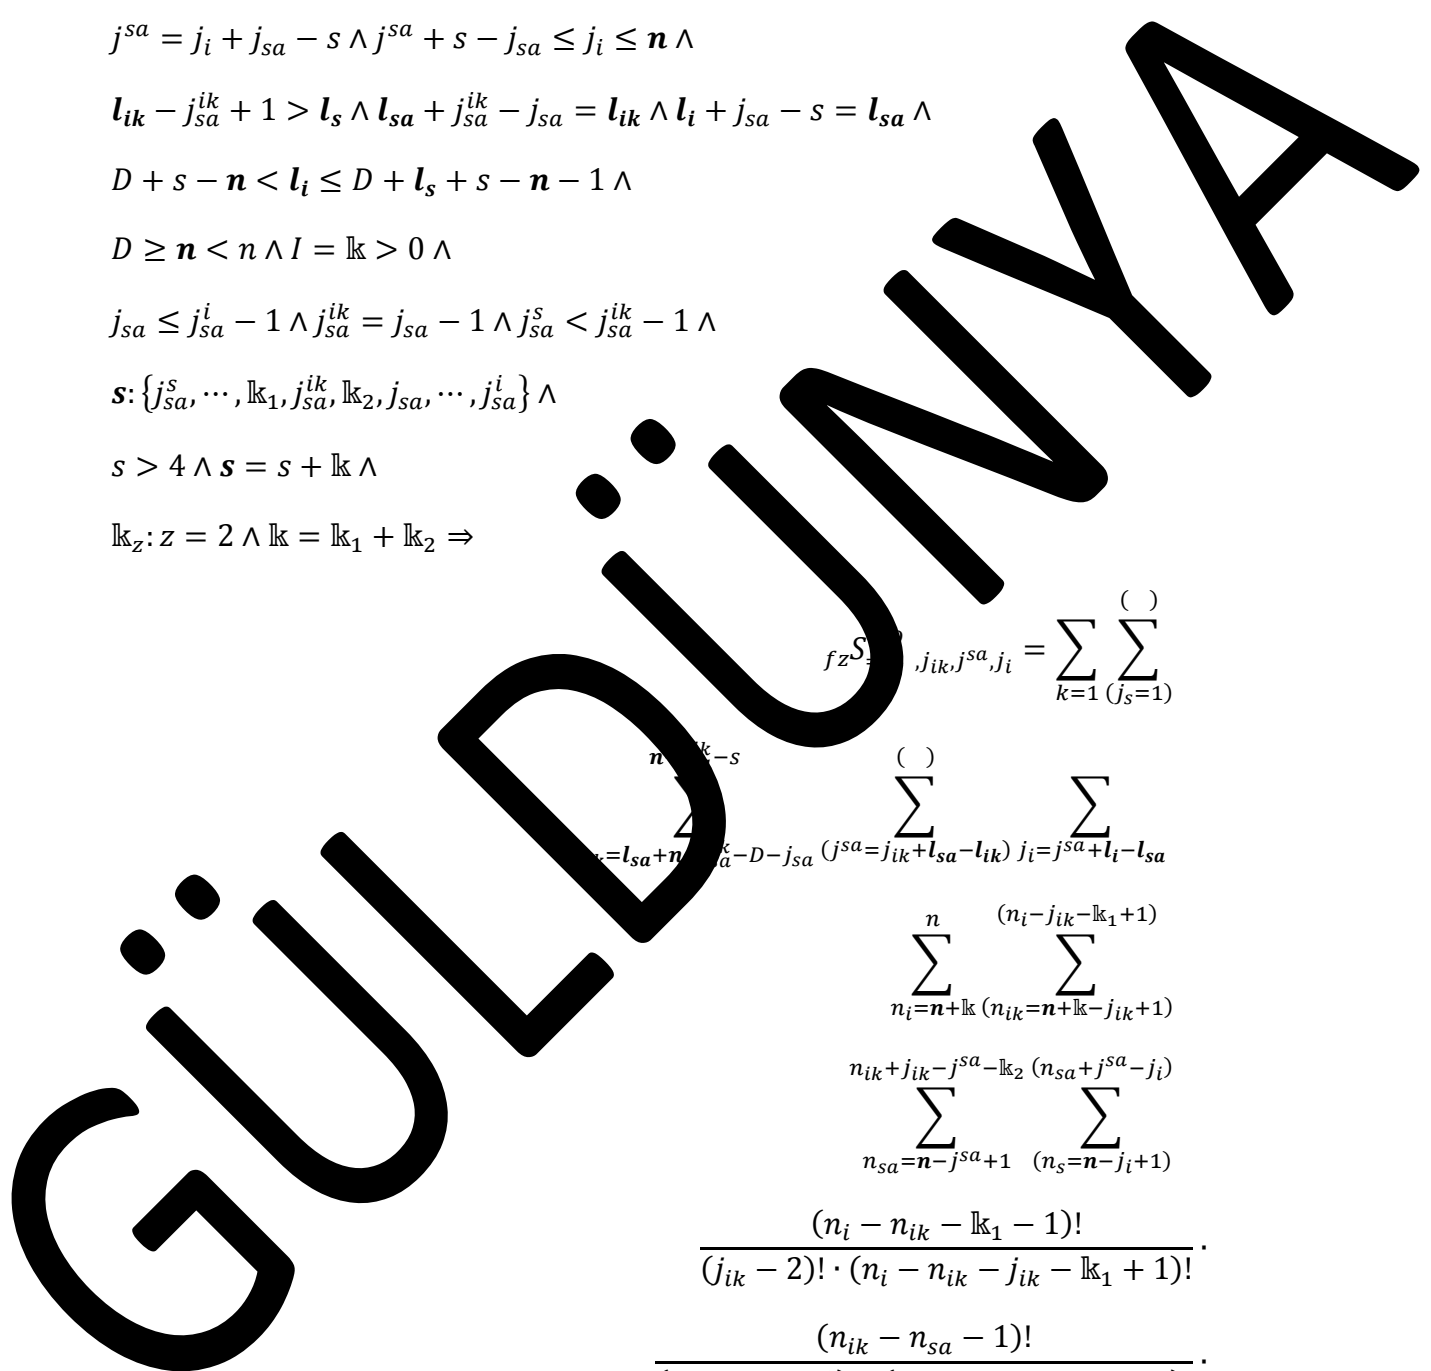 j^{sa} = j_i + j_{sa} − s ∧ j^{sa} + s − j_{sa} ≤ j_i ≤ **n** ∧
**l_{ik}** − j_{sa}^{ik} + 1 > **l_s** ∧ **l_{sa}** + j_{sa}^{ik} − j_{sa} = **l_{ik}** ∧ **l_i** + j_{sa} − s = **l_{sa}** ∧
D + s − **n** < **l_i** ≤ D + **l_s** + s − **n** − 1 ∧
D ≥ **n** < n ∧ I = 𝕜 > 0 ∧
j_{sa} ≤ j_{sa}^{i} − 1 ∧ j_{sa}^{ik} = j_{sa} − 1 ∧ j_{sa}^{s} < j_{sa}^{ik} − 1 ∧
**s**: {j_{sa}^{s}, ⋯, 𝕜_1, j_{sa}^{ik}, 𝕜_2, j_{sa}, ⋯, j_{sa}^{i}} ∧
s > 4 ∧ **s** = s + 𝕜 ∧
𝕜_z: z = 2 ∧ 𝕜 = 𝕜_1 + 𝕜_2 ⇒
_{fz}S_{,j_{ik},j^{sa},j_i} = ∑_{k=1} ∑_{(j_s=1)}^{( )}
∑_{=**l_{sa}**+**n** −D−j_{sa}}^{**n** −s} ∑_{(j^{sa}=j_{ik}+**l_{sa}**−**l_{ik}**)}^{( )} ∑_{j_i=j^{sa}+**l_i**−**l_{sa}**}
∑_{n_i=**n**+𝕜}^{n} ∑_{(n_{ik}=**n**+𝕜−j_{ik}+1)}^{(n_i−j_{ik}−𝕜_1+1)}
∑_{n_{sa}=**n**−j^{sa}+1}^{n_{ik}+j_{ik}−j^{sa}−𝕜_2} ∑_{(n_s=**n**−j_i+1)}^{(n_{sa}+j^{sa}−j_i)}
(n_i − n_{ik} − 𝕜_1 − 1)!
(j_{ik} − 2)! · (n_i − n_{ik} − j_{ik} − 𝕜_1 + 1)! ·
(n_{ik} − n_{sa} − 1)! ·
GÜLDÜNYA